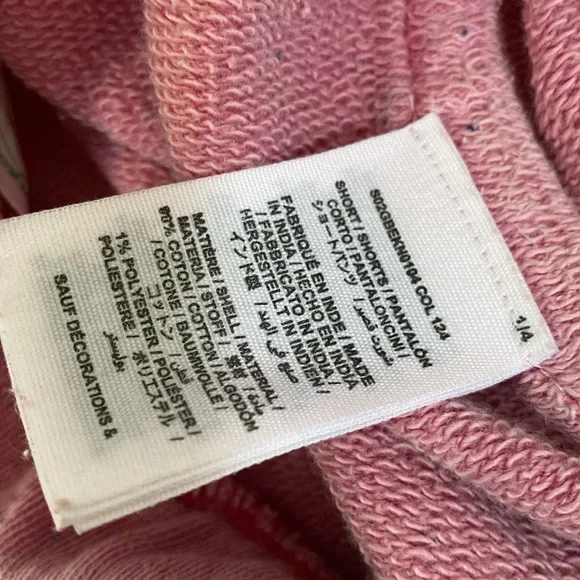 S02GBEKN0104 COL 124
1/4
SHORT / SHORTS / PANTALÓN
CORTO / PANTALONCINI /
ショートパンツ / شورت قصير
FABRIQUÉ EN INDE / MADE
IN INDIA / HECHO EN INDIA
/ FABBRICATO IN INDIA /
HERGESTELLT IN INDIEN /
インド製 / صنع في الهند
MATIÈRE / SHELL / MATERIAL /
MATERIA / STOFF / 素材 / مادة
99% COTON / COTTON / ALGODÓN
/ COTONE / BAUMWOLLE /
コットン / قطن
1% POLYESTER / POLIÉSTER /
POLIESTERE / ポリエステル /
بوليستر
SAUF DÉCORATIONS &